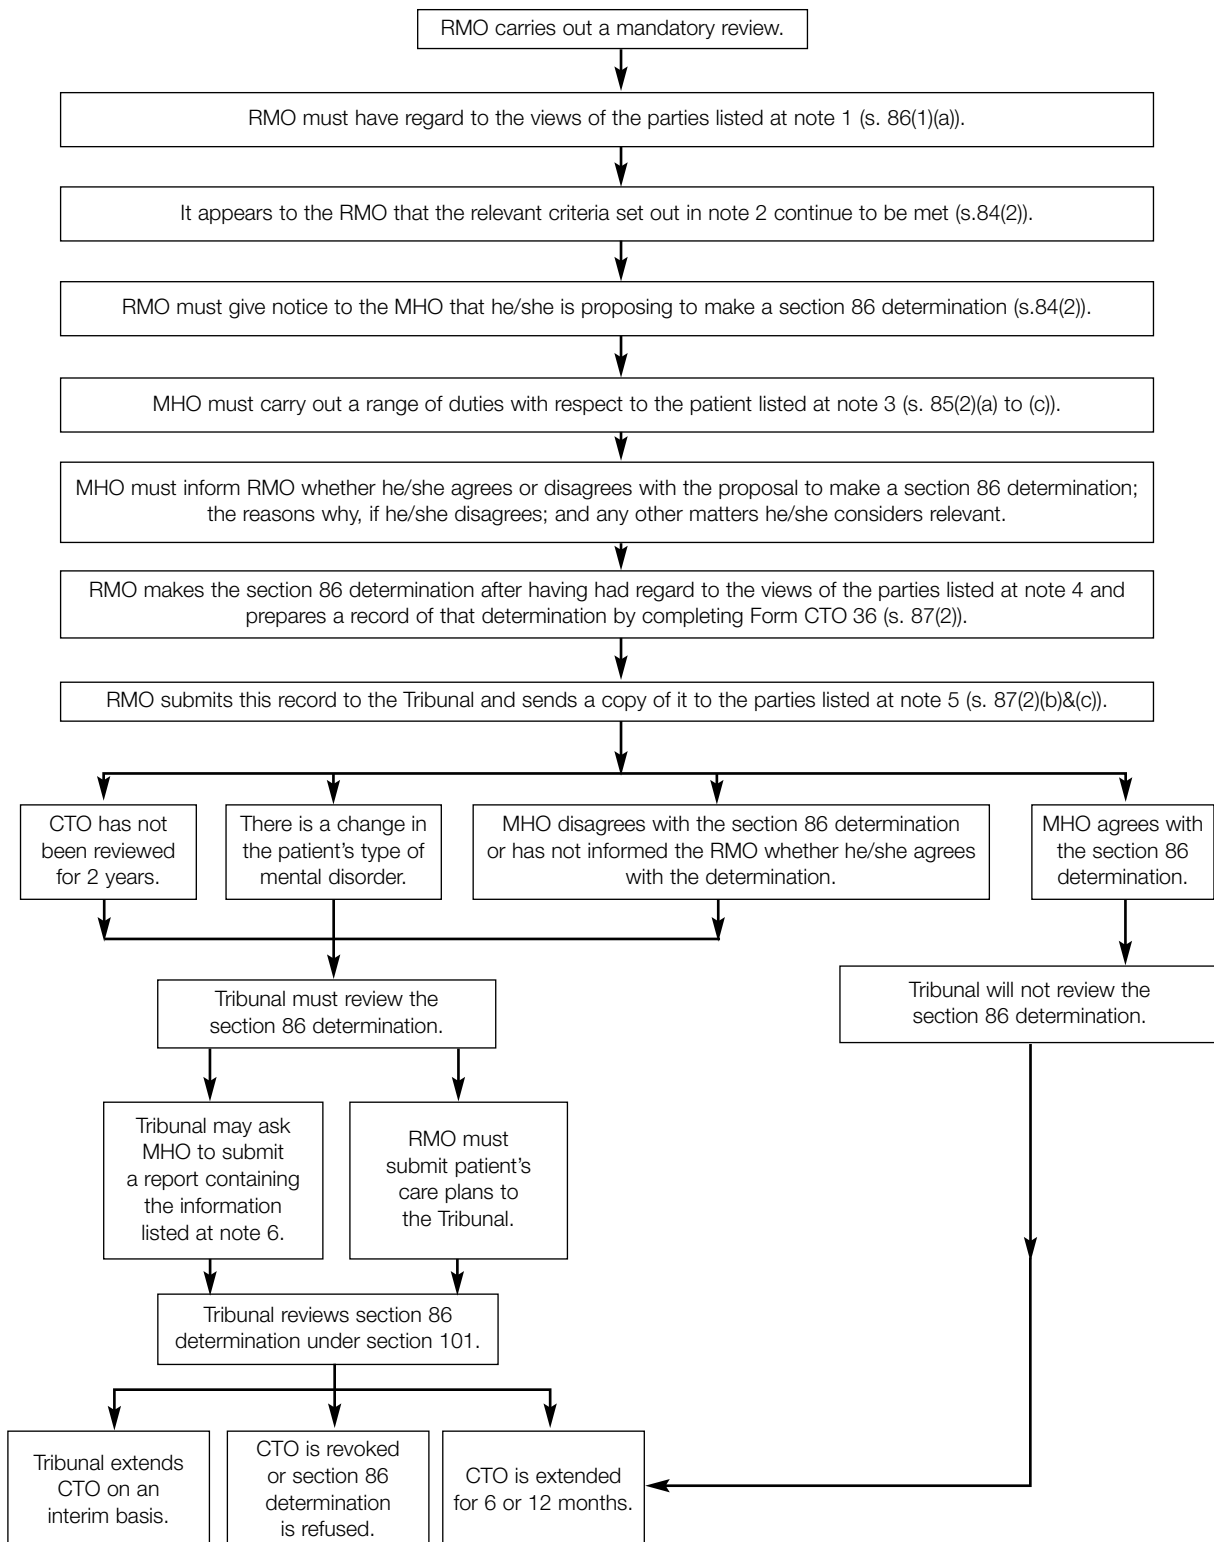 RMO carries out a mandatory review.
RMO must have regard to the views of the parties listed at note 1 (s. 86(1)(a)).
It appears to the RMO that the relevant criteria set out in note 2 continue to be met (s.84(2)).
RMO must give notice to the MHO that he/she is proposing to make a section 86 determination (s.84(2)).
MHO must carry out a range of duties with respect to the patient listed at note 3 (s. 85(2)(a) to (c)).
MHO must inform RMO whether he/she agrees or disagrees with the proposal to make a section 86 determination;
the reasons why, if he/she disagrees; and any other matters he/she considers relevant.
RMO makes the section 86 determination after having had regard to the views of the parties listed at note 4 and
prepares a record of that determination by completing Form CTO 36 (s. 87(2)).
RMO submits this record to the Tribunal and sends a copy of it to the parties listed at note 5 (s. 87(2)(b)&(c)).
CTO has not
been reviewed
for 2 years.
There is a change in
the patient's type of
mental disorder.
MHO disagrees with the section 86 determination
or has not informed the RMO whether he/she agrees
with the determination.
MHO agrees with
the section 86
determination.
Tribunal must review the
section 86 determination.
Tribunal will not review the
section 86 determination.
Tribunal may ask
MHO to submit
a report containing
the information
listed at note 6.
RMO must
submit patient's
care plans to
the Tribunal.
Tribunal reviews section 86
determination under section 101.
Tribunal extends
CTO on an
interim basis.
CTO is revoked
or section 86
determination
is refused.
CTO is extended
for 6 or 12 months.